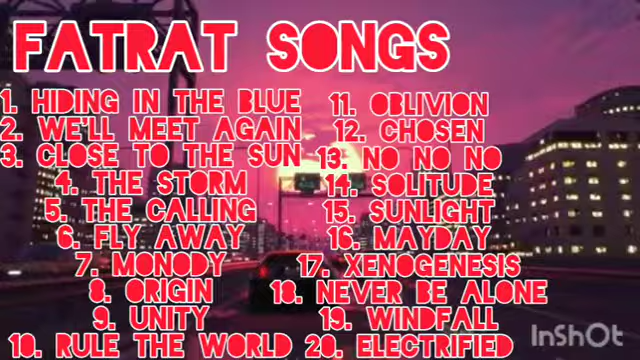 FATRAT SONGS
1. HIDING IN THE BLUE
2. WE'LL MEET AGAIN
3. CLOSE TO THE SUN
4. THE STORM
5. THE CALLING
6. FLY AWAY
7. MONODY
8. ORIGIN
9. UNITY
10. RULE THE WORLD
11. OBLIVION
12. CHOSEN
13. NO NO NO
14. SOLITUDE
15. SUNLIGHT
16. MAYDAY
17. XENOGENESIS
18. NEVER BE ALONE
19. WINDFALL
20. ELECTRIFIED
InShOt